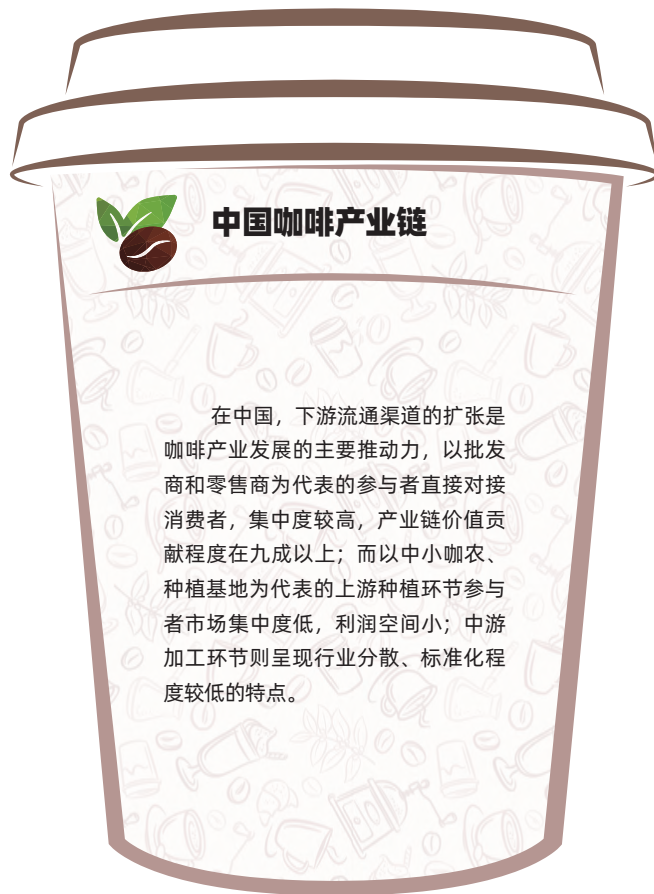 中国咖啡产业链
在中国，下游流通渠道的扩张是
咖啡产业发展的主要推动力，以批发
商和零售商为代表的参与者直接对接
消费者，集中度较高，产业链价值贡
献程度在九成以上；而以中小咖农、
种植基地为代表的上游种植环节参与
者市场集中度低，利润空间小；中游
加工环节则呈现行业分散、标准化程
度较低的特点。